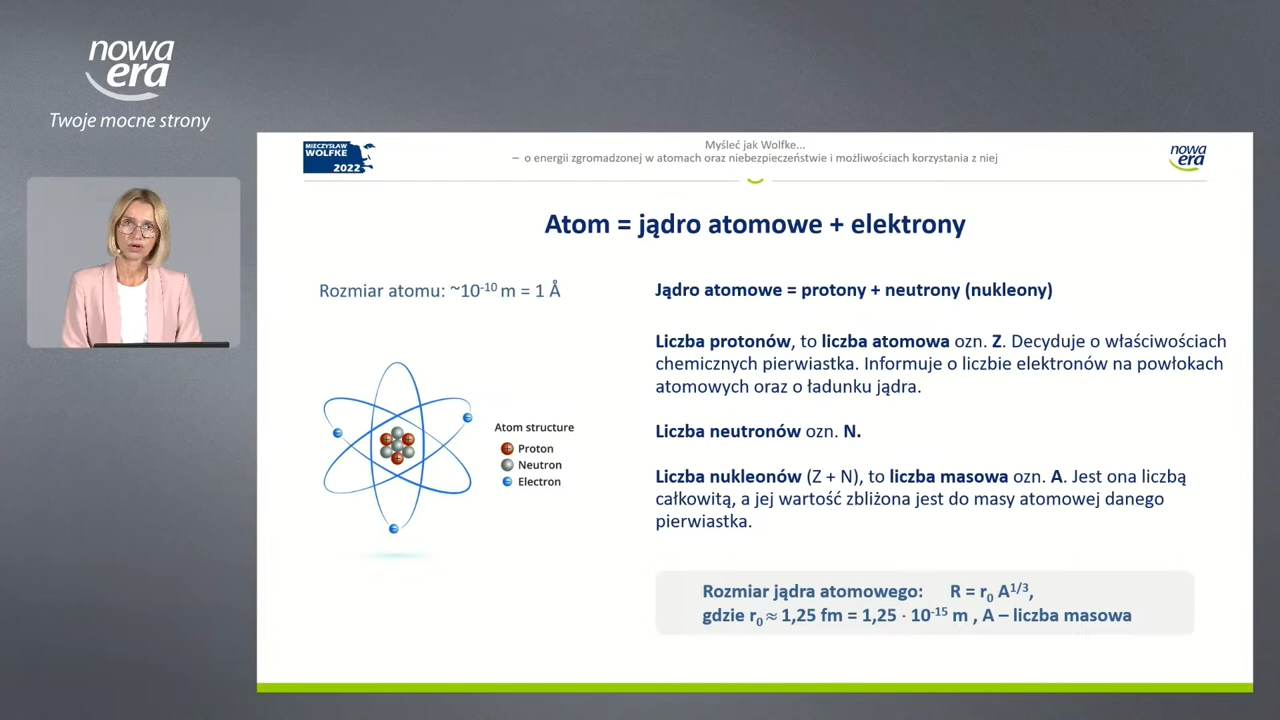 nowa
era
Twoje mocne strony
MIECZYSŁAW
WOLFKE
2022
Myśleć jak Wolfke...
– o energii zgromadzonej w atomach oraz niebezpieczeństwie i możliwościach korzystania z niej
nowa
era
Atom = jądro atomowe + elektrony
Rozmiar atomu: ~10⁻¹⁰ m = 1 Å
Atom structure
Proton
Neutron
Electron
Jądro atomowe = protony + neutrony (nukleony)
Liczba protonów, to liczba atomowa ozn. Z. Decyduje o właściwościach
chemicznych pierwiastka. Informuje o liczbie elektronów na powłokach
atomowych oraz o ładunku jądra.
Liczba neutronów ozn. N.
Liczba nukleonów (Z + N), to liczba masowa ozn. A. Jest ona liczbą
całkowitą, a jej wartość zbliżona jest do masy atomowej danego
pierwiastka.
Rozmiar jądra atomowego: R = r₀ A¹/³,
gdzie r₀ ≈ 1,25 fm = 1,25 · 10⁻¹⁵ m , A – liczba masowa